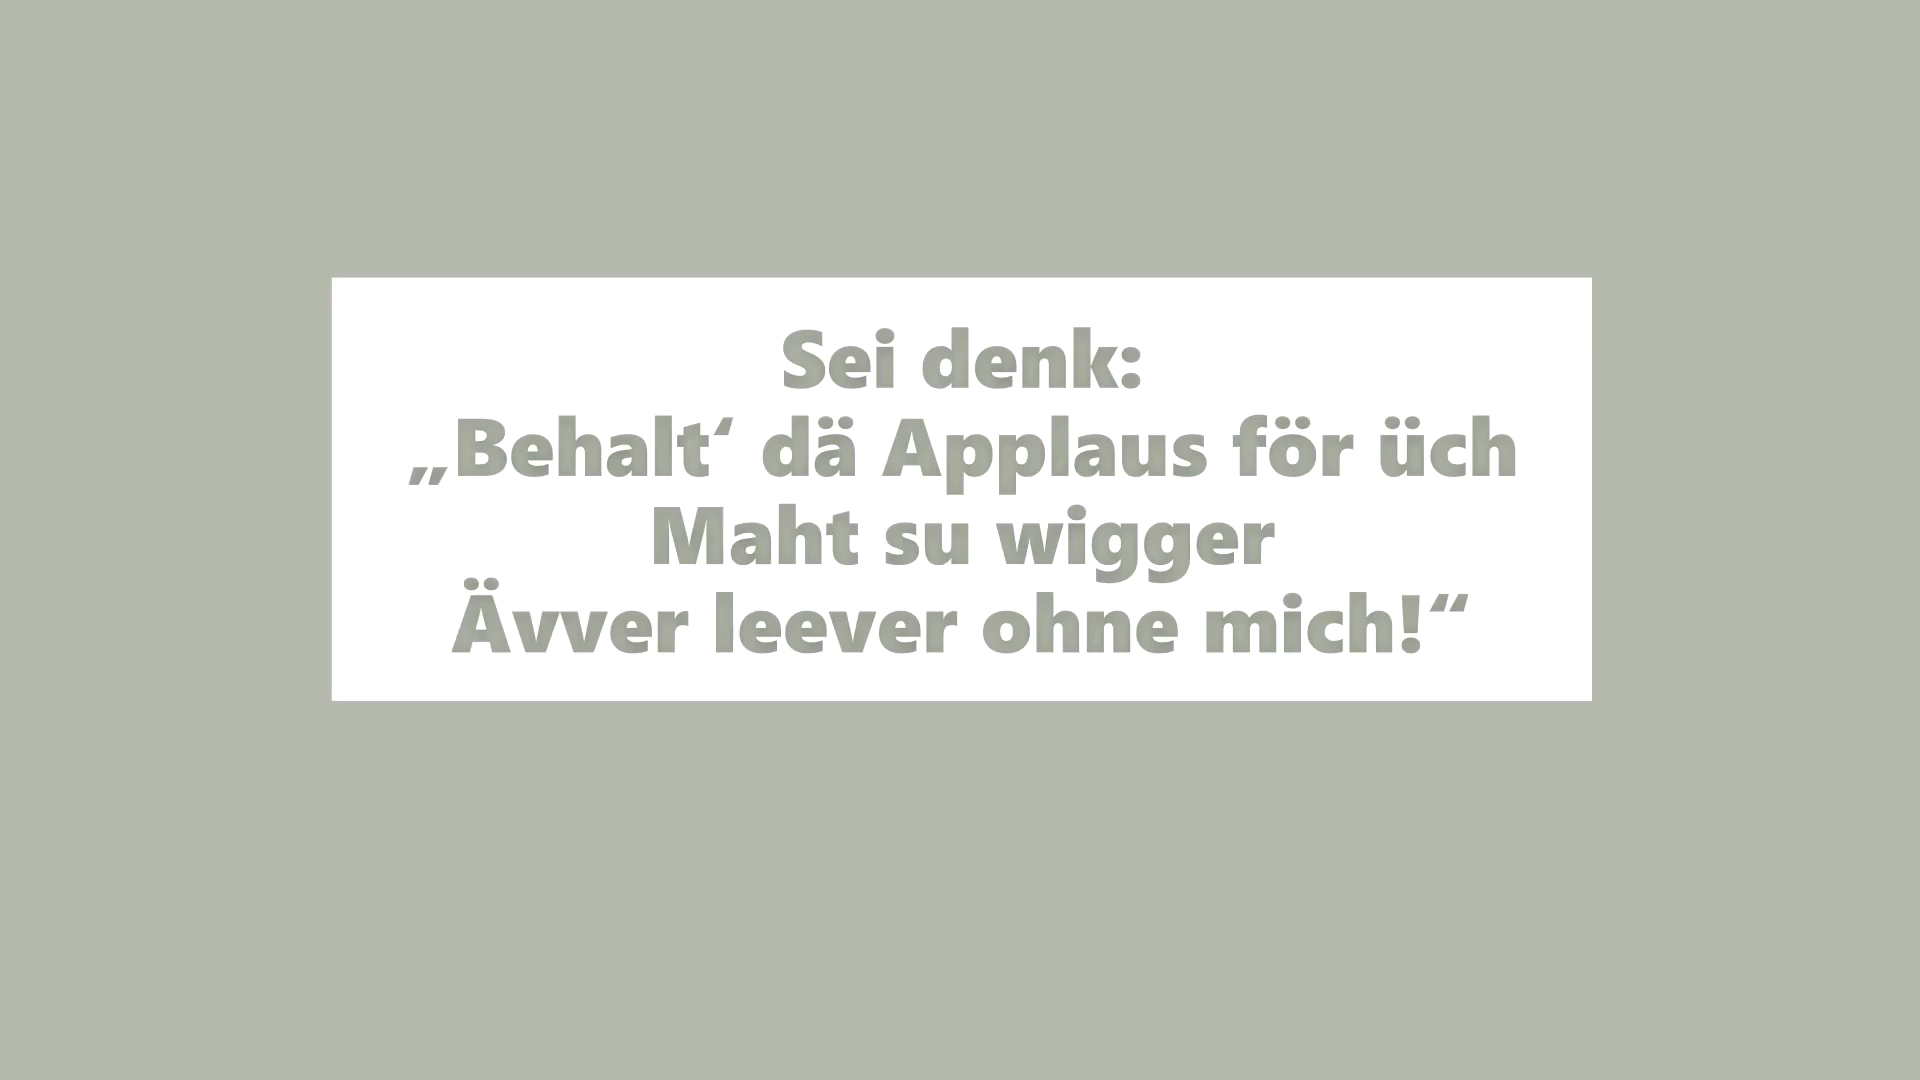 Sei denk:
„Behalt‘ dä Applaus för üch
Maht su wigger
Ävver leever ohne mich!“